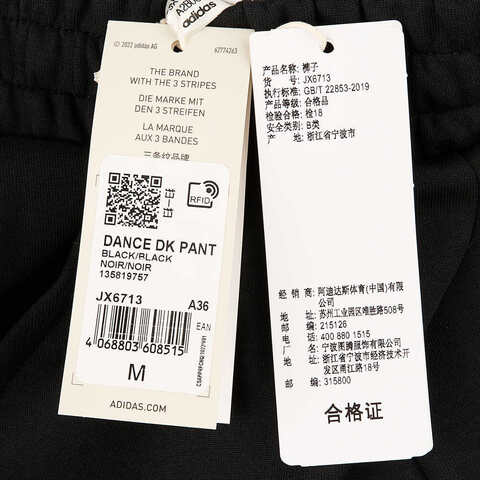 adidas
© 2022 adidas AG 62774263
THE BRAND
WITH THE 3 STRIPES
DIE MARKE MIT
DEN 3 STREIFEN
LA MARQUE
AUX 3 BANDES
三条纹品牌
RFID
DANCE DK PANT
BLACK/BLACK
NOIR/NOIR
135819757
JX6713 A36
EAN
4 068803 608515
M
ADIDAS.COM
产品名称: 裤子
货 号: JX6713
执行标准: GB/T 22853-2019
产品等级: 合格品
检验合格: 检18
安全类别: B类
产 地: 浙江省宁波市
经 销 商: 阿迪达斯体育(中国)有限
公司
地 址: 苏州工业园区唯胜路508号
邮 编: 215126
电 话: 400 880 1515
厂 名: 宁波图腾服饰有限公司
地 址: 浙江省宁波市经济技术开
发区甬江路18号
邮 编: 315800
合格证